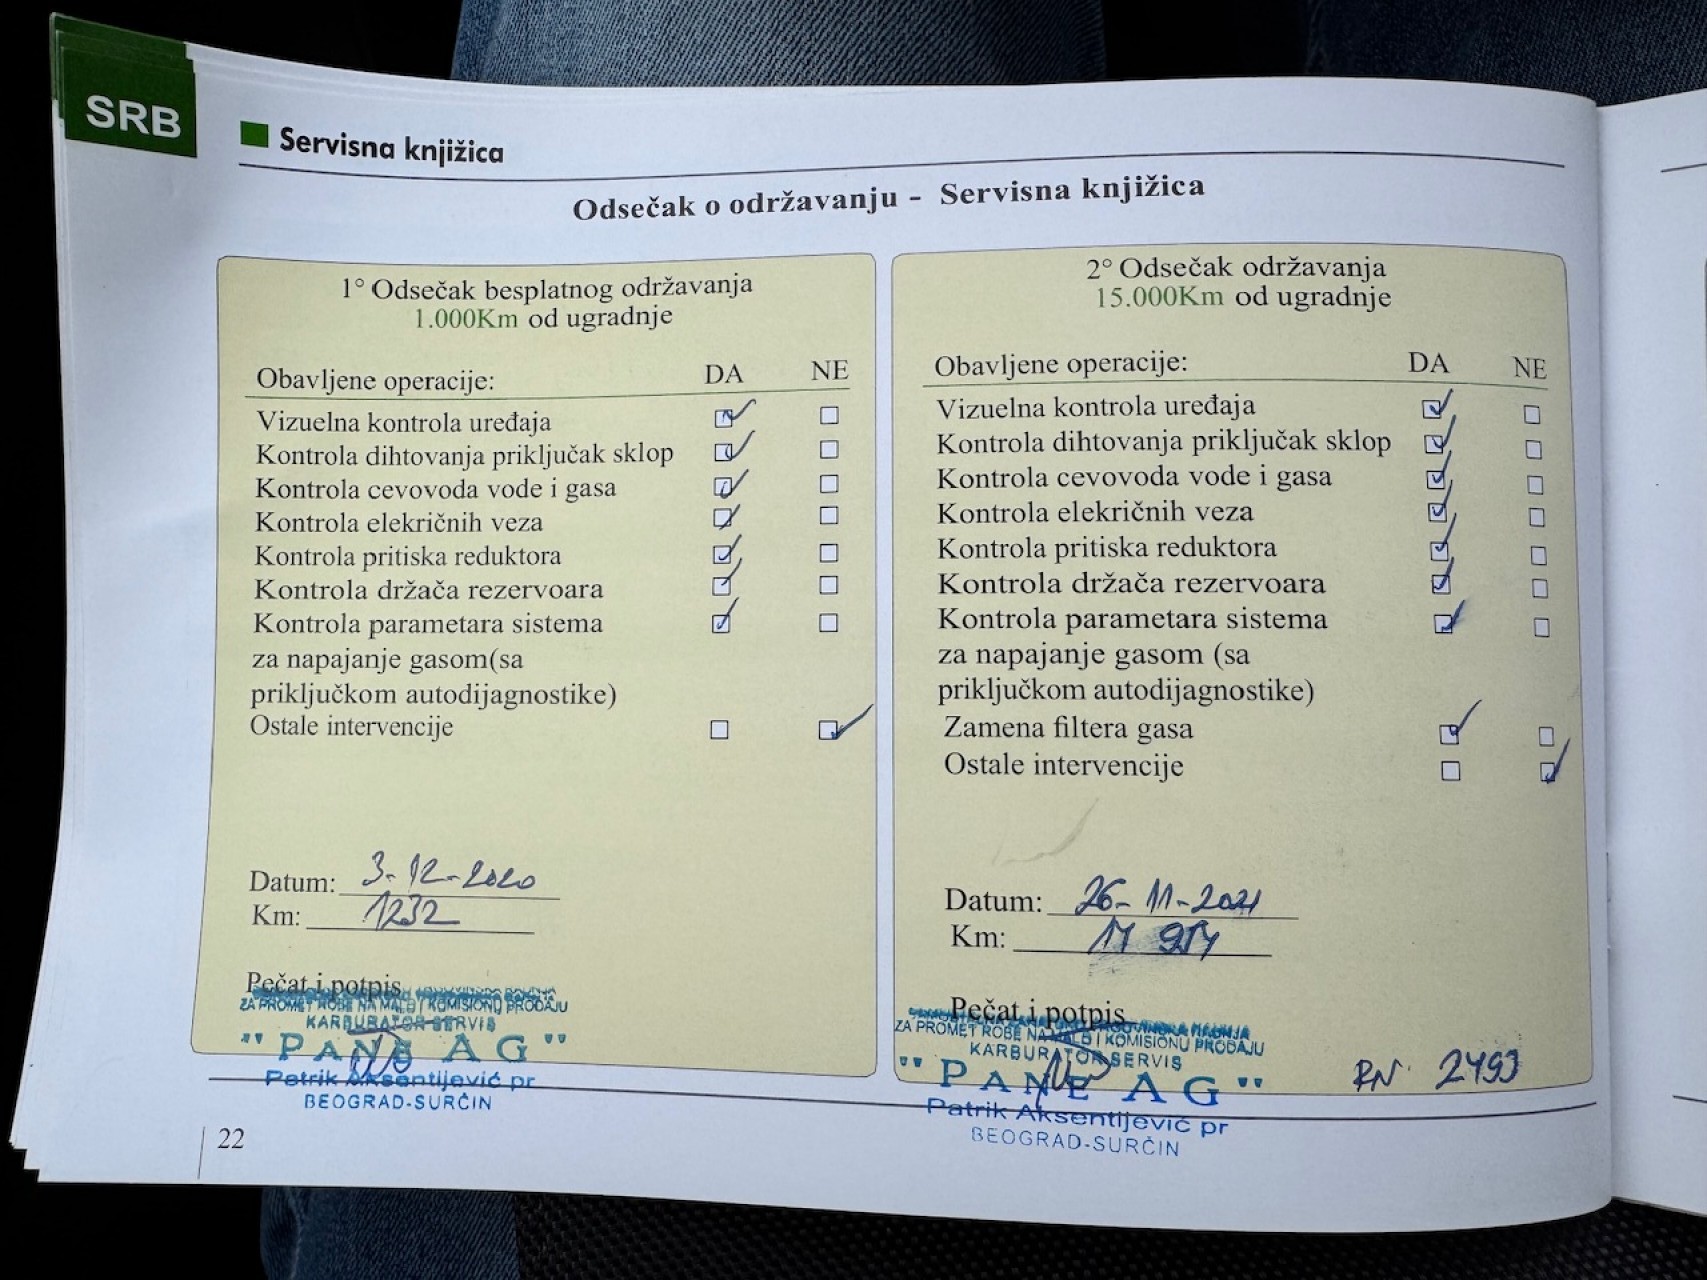 SRB
Servisna knjižica
Odsečak o održavanju - Servisna knjižica
1° Odsečak besplatnog održavanja
1.000Km od ugradnje
Obavljene operacije: DA NE
Vizuelna kontrola uređaja
Kontrola dihtovanja priključak sklop
Kontrola cevovoda vode i gasa
Kontrola elekričnih veza
Kontrola pritiska reduktora
Kontrola držača rezervoara
Kontrola parametara sistema
za napajanje gasom(sa
priključkom autodijagnostike)
Ostale intervencije
Datum: 3-12-2020
Km: 1232
Pečat i potpis
ZA PROMET ROBE NA MALO I KOMISIONU PRODAJU
KARBURATOR SERVIS
"PANE AG"
Patrik Aksentijević pr
BEOGRAD-SURČIN
2° Odsečak održavanja
15.000Km od ugradnje
Obavljene operacije: DA NE
Vizuelna kontrola uređaja
Kontrola dihtovanja priključak sklop
Kontrola cevovoda vode i gasa
Kontrola elekričnih veza
Kontrola pritiska reduktora
Kontrola držača rezervoara
Kontrola parametara sistema
za napajanje gasom (sa
priključkom autodijagnostike)
Zamena filtera gasa
Ostale intervencije
Datum: 26-11-2021
Km:
Pečat i potpis
ZA PROMET ROBE NA MALO I KOMISIONU PRODAJU
KARBURATOR SERVIS
"PANE AG"
Patrik Aksentijević pr
BEOGRAD-SURČIN
RN. 2493
22